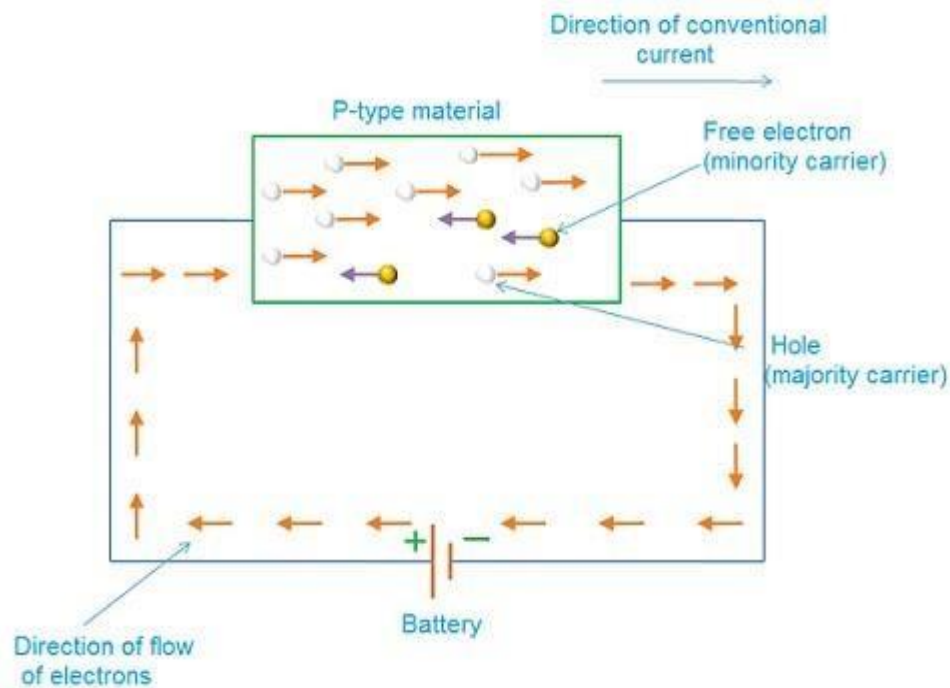 Direction of conventional
current
P-type material
Free electron
(minority carrier)
Hole
(majority carrier)
+ −
Battery
Direction of flow
of electrons